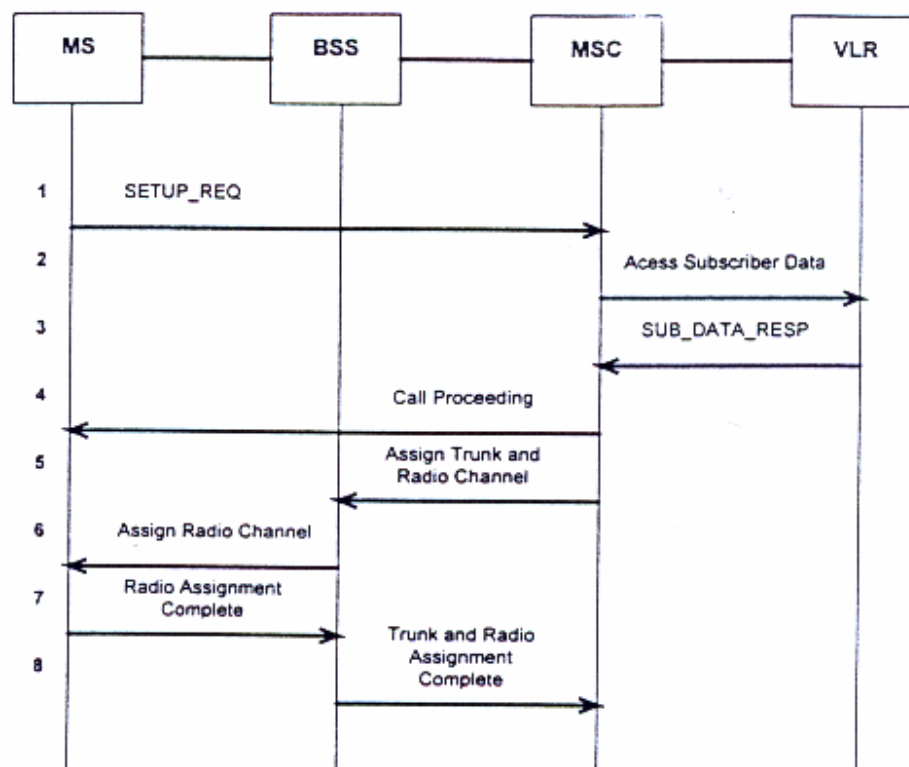 MS BSS MSC VLR
1 SETUP_REQ
2 Acess Subscriber Data
3 SUB_DATA_RESP
4 Call Proceeding
5 Assign Trunk and
Radio Channel
6 Assign Radio Channel
7 Radio Assignment
Complete
8 Trunk and Radio
Assignment
Complete